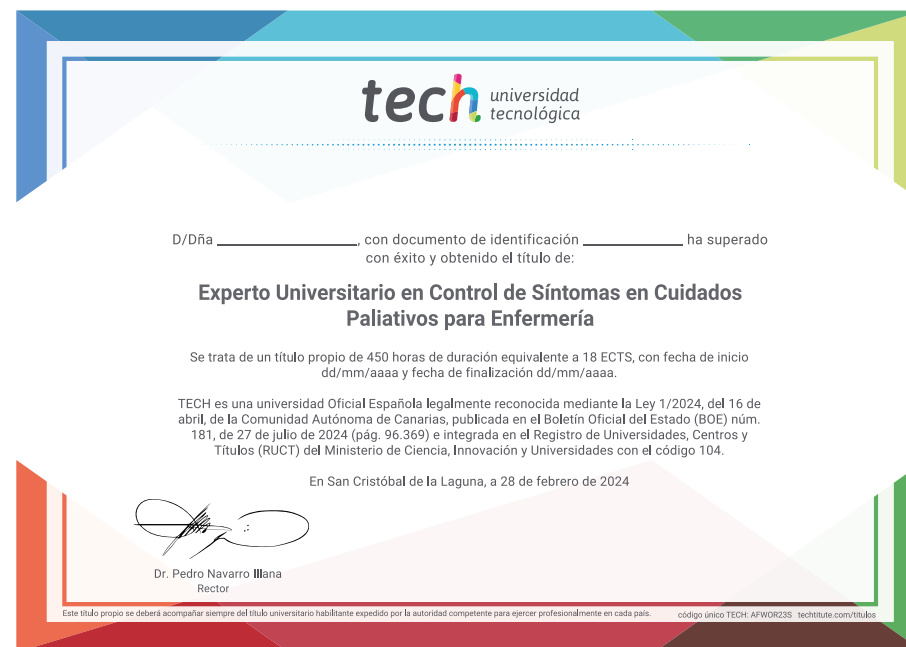 tech universidad
tecnológica
D/Dña ____________________, con documento de identificación ______________ ha superado
con éxito y obtenido el título de:
Experto Universitario en Control de Síntomas en Cuidados
Paliativos para Enfermería
Se trata de un título propio de 450 horas de duración equivalente a 18 ECTS, con fecha de inicio
dd/mm/aaaa y fecha de finalización dd/mm/aaaa.
TECH es una universidad Oficial Española legalmente reconocida mediante la Ley 1/2024, del 16 de
abril, de la Comunidad Autónoma de Canarias, publicada en el Boletín Oficial del Estado (BOE) núm.
181, de 27 de julio de 2024 (pág. 96.369) e integrada en el Registro de Universidades, Centros y
Títulos (RUCT) del Ministerio de Ciencia, Innovación y Universidades con el código 104.
En San Cristóbal de la Laguna, a 28 de febrero de 2024
Dr. Pedro Navarro Illana
Rector
Este título propio se deberá acompañar siempre del título universitario habilitante expedido por la autoridad competente para ejercer profesionalmente en cada país. código único TECH: AFWOR23S techtitute.com/titulos